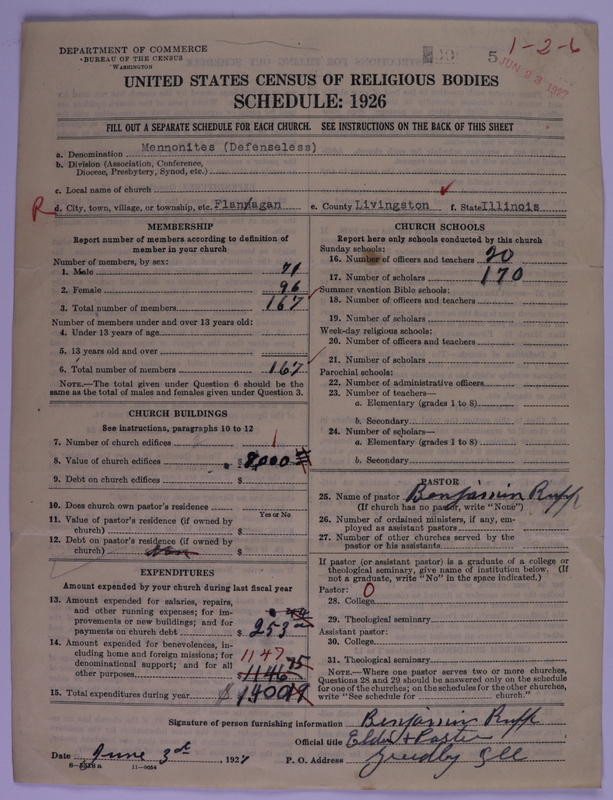 DEPARTMENT OF COMMERCE
BUREAU OF THE CENSUS
WASHINGTON
5
1-2-6
JUN 23 1927
UNITED STATES CENSUS OF RELIGIOUS BODIES
SCHEDULE: 1926
FILL OUT A SEPARATE SCHEDULE FOR EACH CHURCH. SEE INSTRUCTIONS ON THE BACK OF THIS SHEET
a. Denomination Mennonites (Defenseless)
b. Division (Association, Conference,
Diocese, Presbytery, Synod, etc.)
c. Local name of church
R d. City, town, village, or township, etc. Flannagan e. County Livingston f. State Illinois
MEMBERSHIP
Report number of members according to definition of
member in your church
Number of members, by sex:
1. Male 71
2. Female 96
3. Total number of members 167
Number of members under and over 13 years old:
4. Under 13 years of age
5. 13 years old and over
6. Total number of members 167
NOTE.—The total given under Question 6 should be the
same as the total of males and females given under Question 3.
CHURCH BUILDINGS
See instructions, paragraphs 10 to 12
7. Number of church edifices 1
8. Value of church edifices $ 8,000
9. Debt on church edifices $
10. Does church own pastor's residence
Yes or No
11. Value of pastor's residence (if owned by
church) $
12. Debt on pastor's residence (if owned by
church) $
EXPENDITURES
Amount expended by your church during last fiscal year
13. Amount expended for salaries, repairs,
and other running expenses; for im-
provements or new buildings; and for
payments on church debt $ 253
14. Amount expended for benevolences, in-
cluding home and foreign missions; for
denominational support; and for all
other purposes 1147
$ 1146 75
15. Total expenditures during year $ 1400
CHURCH SCHOOLS
Report here only schools conducted by this church
Sunday schools:
16. Number of officers and teachers 20
17. Number of scholars 170
Summer vacation Bible schools:
18. Number of officers and teachers
19. Number of scholars
Week-day religious schools:
20. Number of officers and teachers
21. Number of scholars
Parochial schools:
22. Number of administrative officers
23. Number of teachers—
a. Elementary (grades 1 to 8)
b. Secondary
24. Number of scholars—
a. Elementary (grades 1 to 8)
b. Secondary
PASTOR
25. Name of pastor Benjamin Rupp
(If church has no pastor, write "None")
26. Number of ordained ministers, if any, em-
ployed as assistant pastors
27. Number of other churches served by the
pastor or his assistants
If pastor (or assistant pastor) is a graduate of a college or
theological seminary, give name of institution below. (If
not a graduate, write "No" in the space indicated.)
Pastor: 0
28. College
29. Theological seminary
Assistant pastor:
30. College
31. Theological seminary
NOTE.—Where one pastor serves two or more churches,
Questions 28 and 29 should be answered only on the schedule
for one of the churches; on the schedules for the other churches,
write "See schedule for church."
Signature of person furnishing information Benjamin Rupp
Official title Elder + Pastor
Date June 3d, 1927 P. O. Address Gridley Ill
8-5518a 11-9054